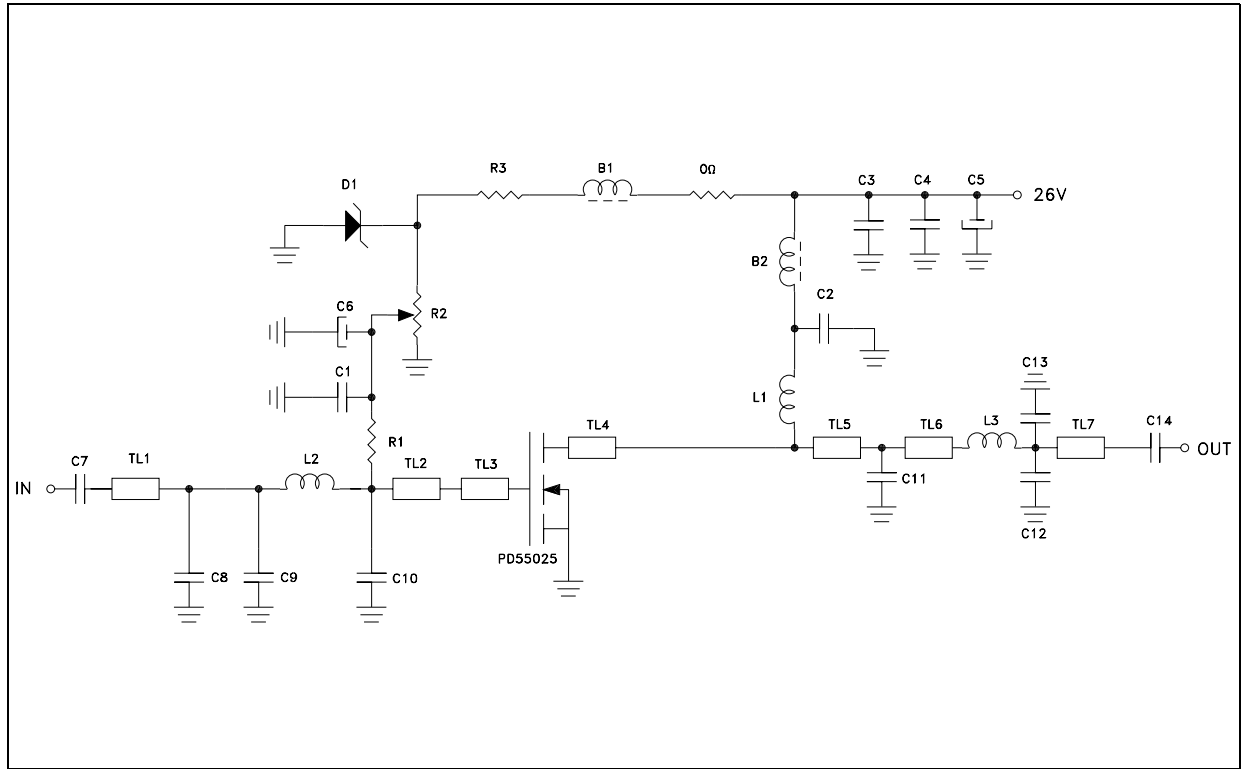 R3 B1 0Ω C3 C4 C5 26V
D1
B2
C6 R2 C2
C1 C13
L1
R1 TL4 TL5 TL6 L3 TL7 C14 OUT
C7 TL1 L2 TL2 TL3
IN C11
PD55025 C12
C8 C9 C10